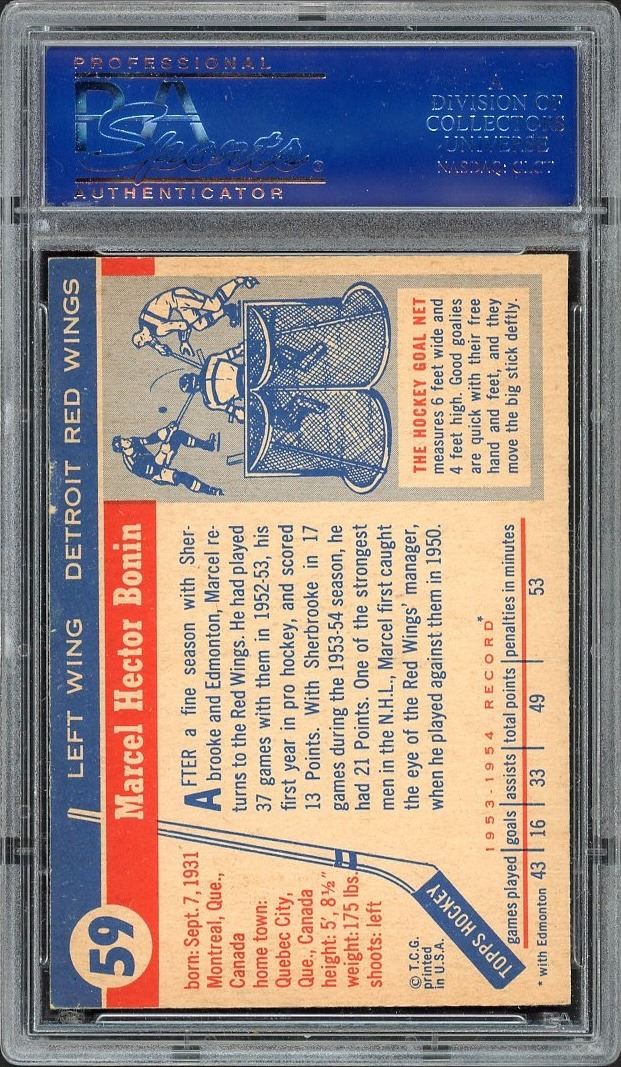 PROFESSIONAL
PSA
Sports
AUTHENTICATOR
A
DIVISION OF
COLLECTORS
UNIVERSE
NASDAQ: CLCT
59
LEFT WING DETROIT RED WINGS
Marcel Hector Bonin
born: Sept. 7, 1931
Montreal, Que.,
Canada
home town:
Quebec City,
Que., Canada
height: 5', 8½"
weight: 175 lbs.
shoots: left
© T.C.G.
printed
in U.S.A.
TOPPS HOCKEY
AFTER a fine season with Sher-
brooke and Edmonton, Marcel re-
turns to the Red Wings. He had played
37 games with them in 1952-53, his
first year in pro hockey, and scored
13 Points. With Sherbrooke in 17
games during the 1953-54 season, he
had 21 Points. One of the strongest
men in the N.H.L., Marcel first caught
the eye of the Red Wings' manager,
when he played against them in 1950.
THE HOCKEY GOAL NET
measures 6 feet wide and
4 feet high. Good goalies
are quick with their free
hand and feet, and they
move the big stick deftly.
1953-1954 RECORD*
games played goals assists total points penalties in minutes
* with Edmonton 43 16 33 49 53